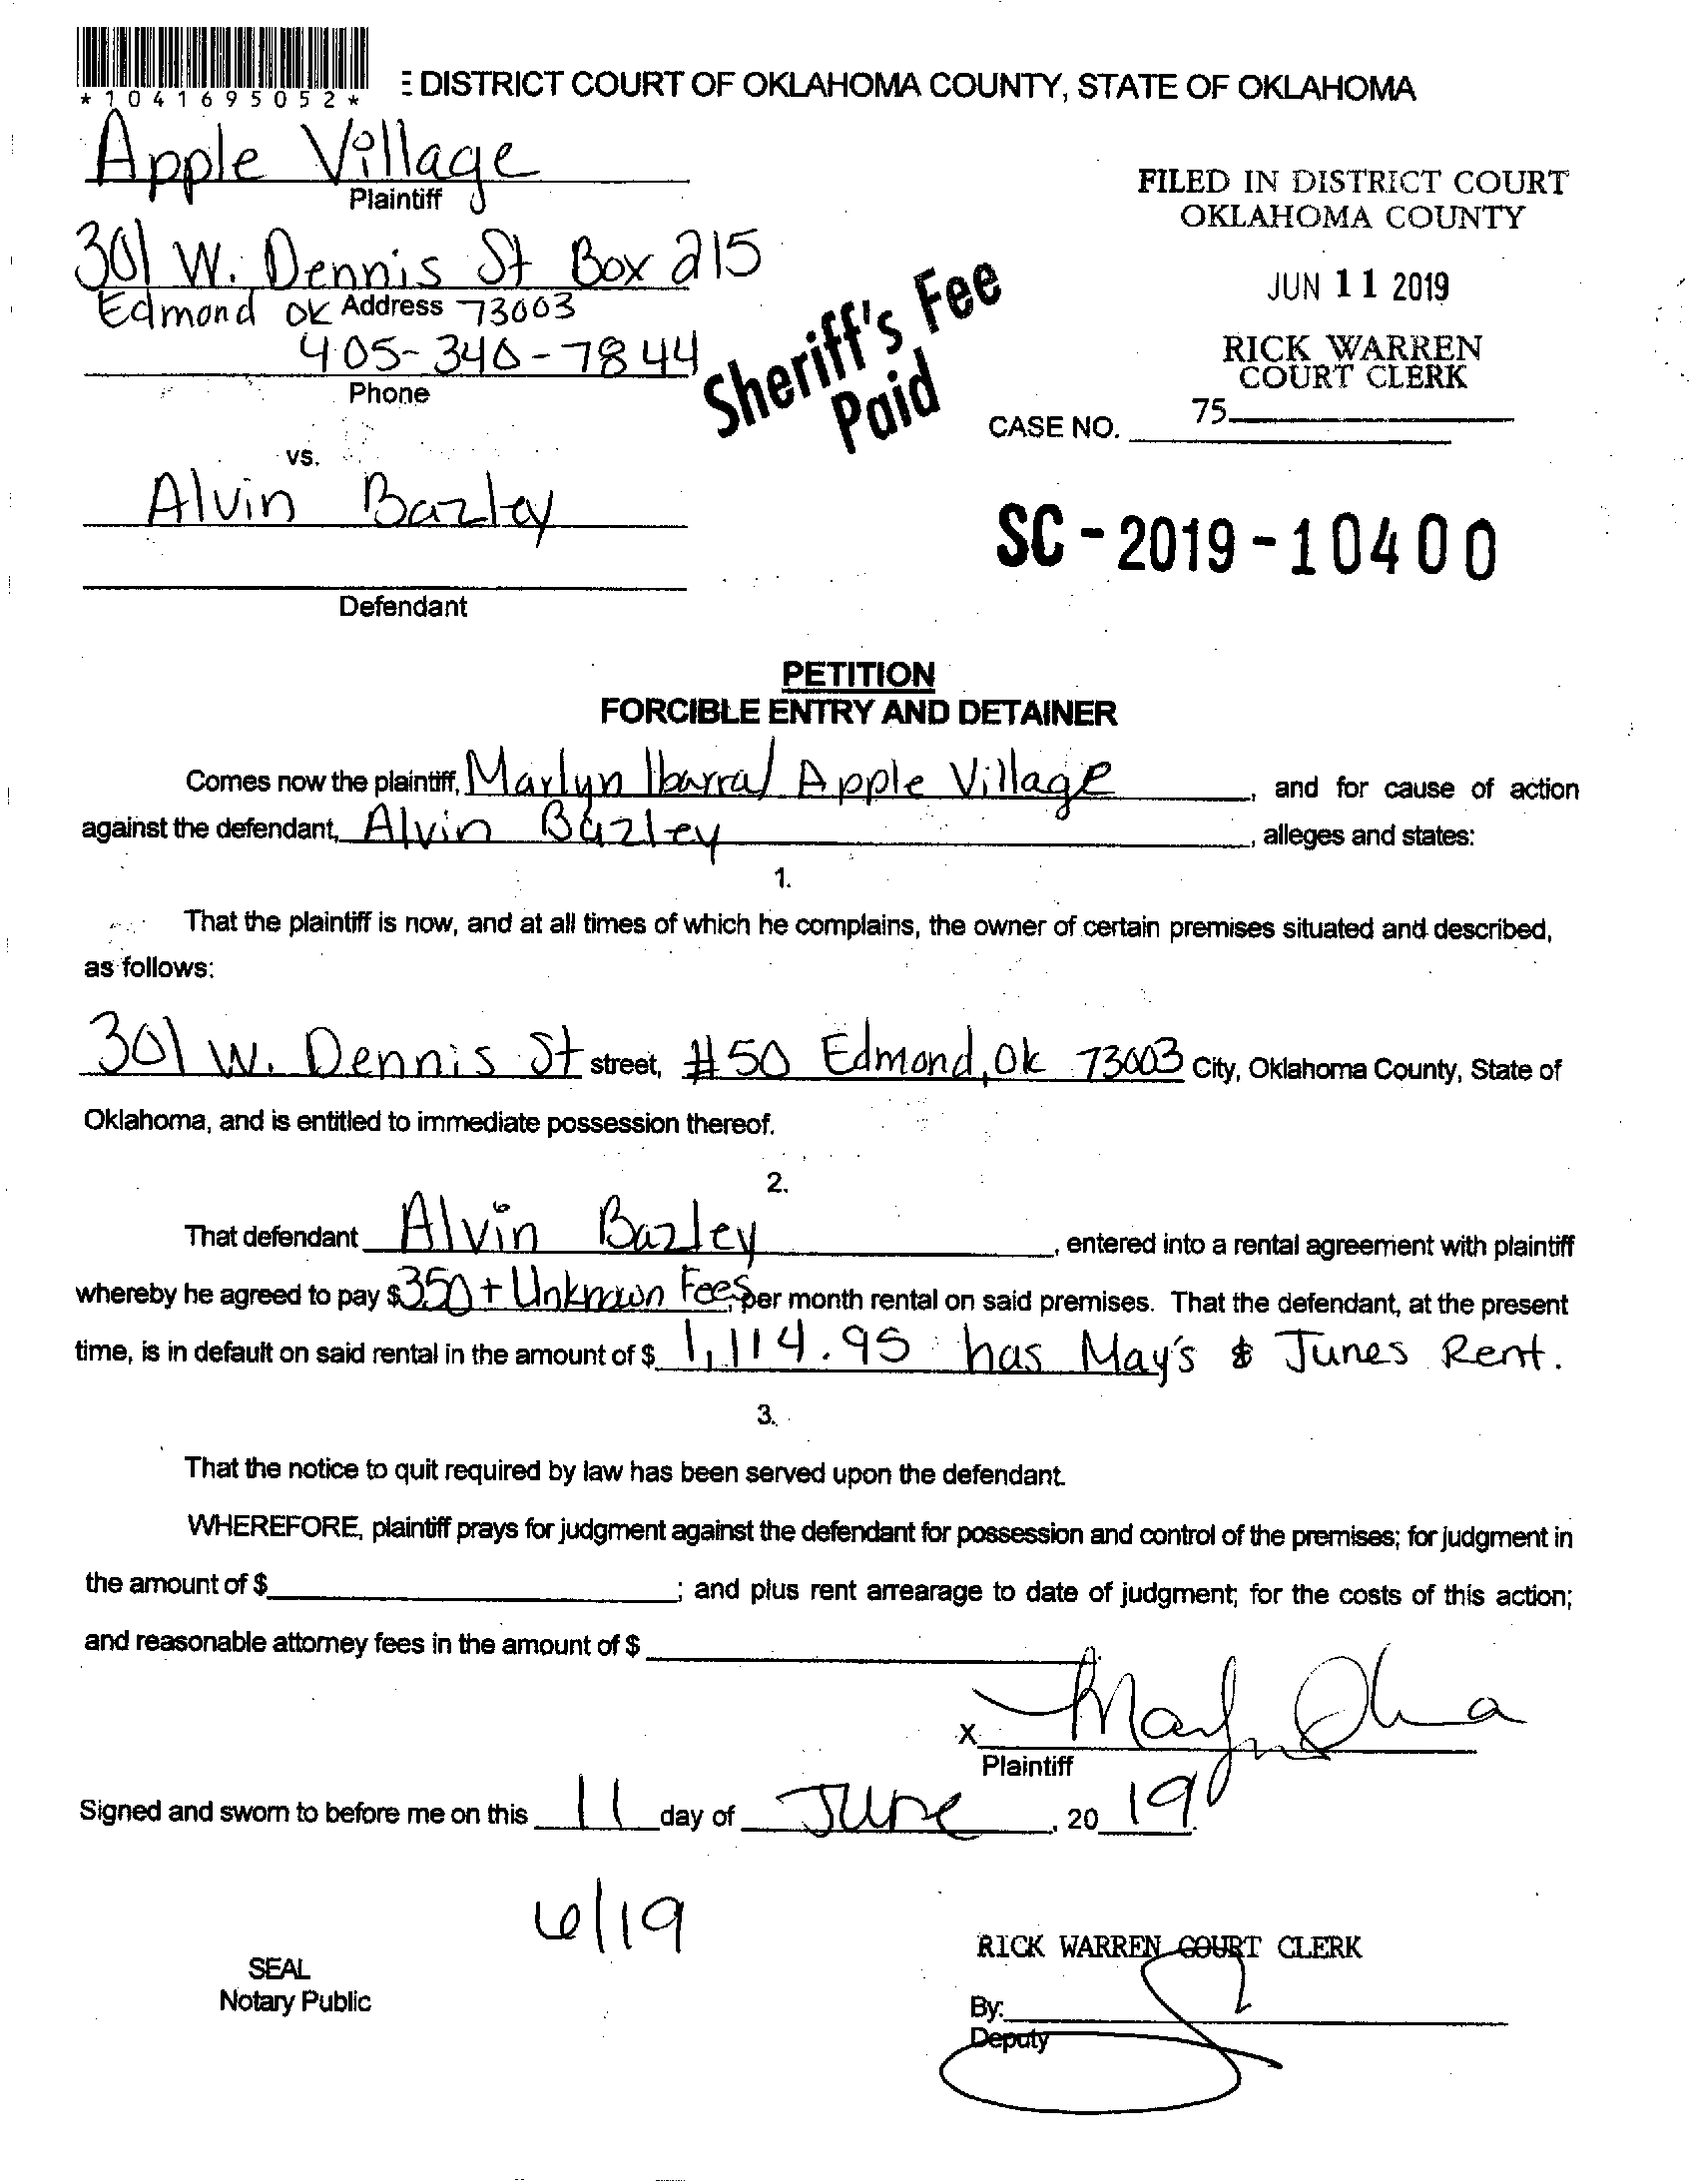 *1041695052*
E DISTRICT COURT OF OKLAHOMA COUNTY, STATE OF OKLAHOMA
Apple Village
Plaintiff
301 W. Dennis St Box 215
Edmond OK Address 73003
405-340-7844
Phone
vs.
Alvin Bazley
Defendant
Sheriff's Fee
Paid
FILED IN DISTRICT COURT
OKLAHOMA COUNTY
JUN 11 2019
RICK WARREN
COURT CLERK
CASE NO. 75
SC-2019-10400
PETITION
FORCIBLE ENTRY AND DETAINER
Comes now the plaintiff, Marlyn Ibarra/ Apple Village, and for cause of action
against the defendant, Alvin Bazley, alleges and states:
1.
That the plaintiff is now, and at all times of which he complains, the owner of certain premises situated and described,
as follows:
301 W. Dennis St street, #50 Edmond, Ok 73003 City, Oklahoma County, State of
Oklahoma, and is entitled to immediate possession thereof.
2.
That defendant Alvin Bazley, entered into a rental agreement with plaintiff
whereby he agreed to pay $350 + Unknown Fees, per month rental on said premises. That the defendant, at the present
time, is in default on said rental in the amount of $ 1,114.95 has May's & Junes Rent.
3.
That the notice to quit required by law has been served upon the defendant.
WHEREFORE, plaintiff prays for judgment against the defendant for possession and control of the premises; for judgment in
the amount of $; and plus rent arrearage to date of judgment; for the costs of this action;
and reasonable attorney fees in the amount of $
X
Plaintiff
Signed and sworn to before me on this 11 day of June, 2019.
6/19
SEAL
Notary Public
RICK WARREN COURT CLERK
By:
Deputy